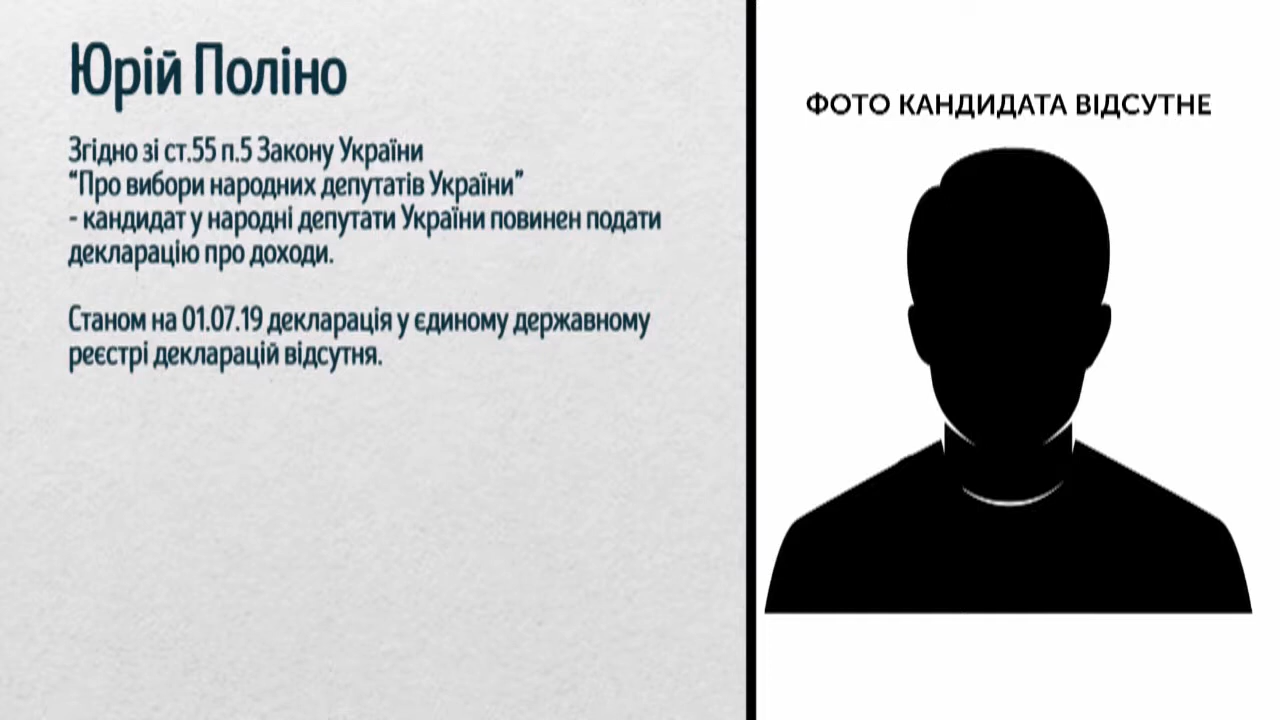 Юрій Поліно
Згідно зі ст.55 п.5 Закону України
“Про вибори народних депутатів України”
- кандидат у народні депутати України повинен подати
декларацію про доходи.
Станом на 01.07.19 декларація у єдиному державному
реєстрі декларацій відсутня.
ФОТО КАНДИДАТА ВІДСУТНЕ